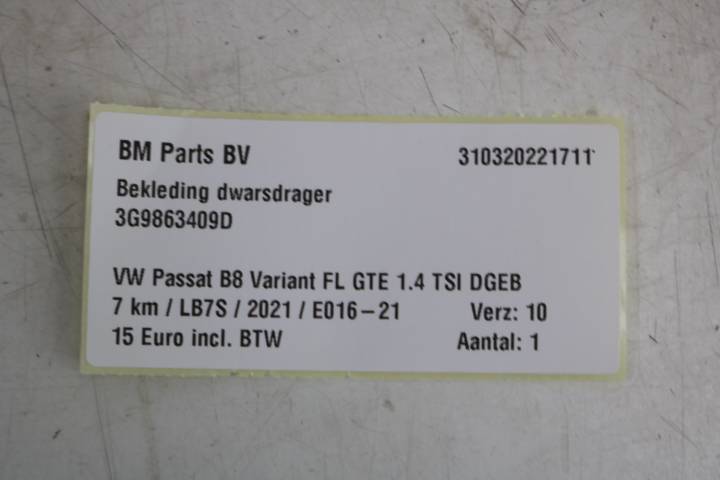 BM Parts BV 310320221711
Bekleding dwarsdrager
3G9863409D
VW Passat B8 Variant FL GTE 1.4 TSI DGEB
7 km / LB7S / 2021 / E016-21 Verz: 10
15 Euro incl. BTW Aantal: 1